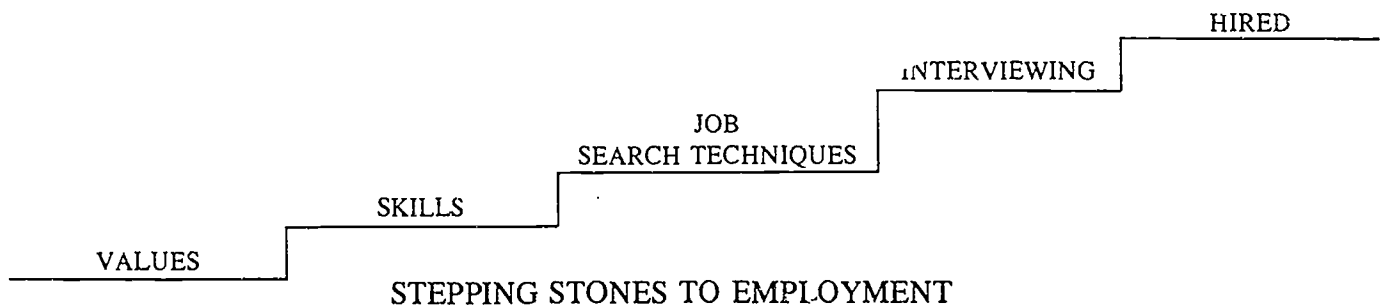 HIRED
INTERVIEWING
JOB
SEARCH TECHNIQUES
SKILLS
VALUES
STEPPING STONES TO EMPLOYMENT